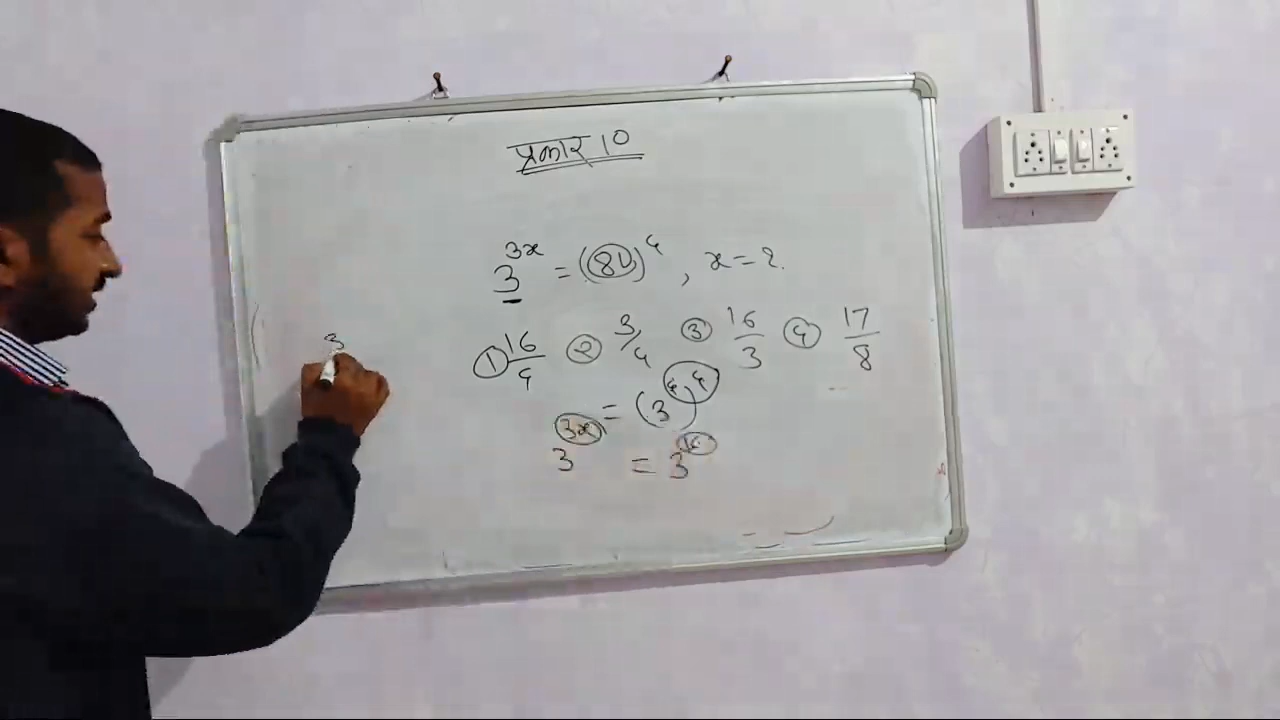 प्रकार 10
3^3x = (81)^4 , x = ?
① 16/4 ② 3/4 ③ 16/3 ④ 17/8
= (3^4)^4
3^3x = 3^16
3